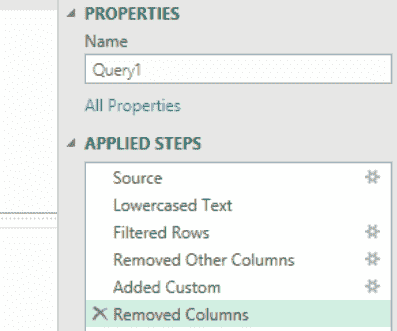 PROPERTIES
Name
Query1
All Properties
APPLIED STEPS
Source
Lowercased Text
Filtered Rows
Removed Other Columns
Added Custom
Removed Columns